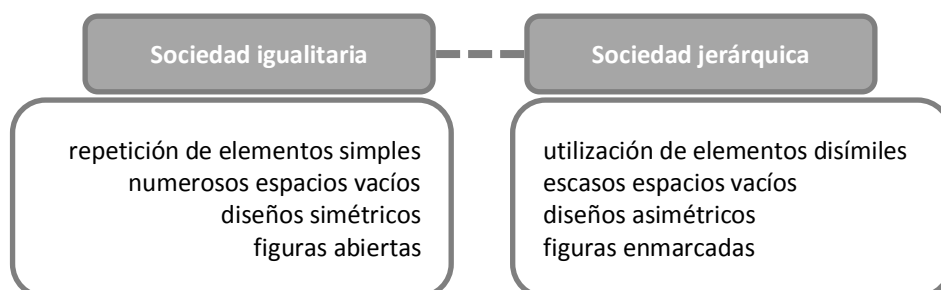 Sociedad igualitaria
Sociedad jerárquica
repetición de elementos simples
numerosos espacios vacíos
diseños simétricos
figuras abiertas
utilización de elementos disímiles
escasos espacios vacíos
diseños asimétricos
figuras enmarcadas